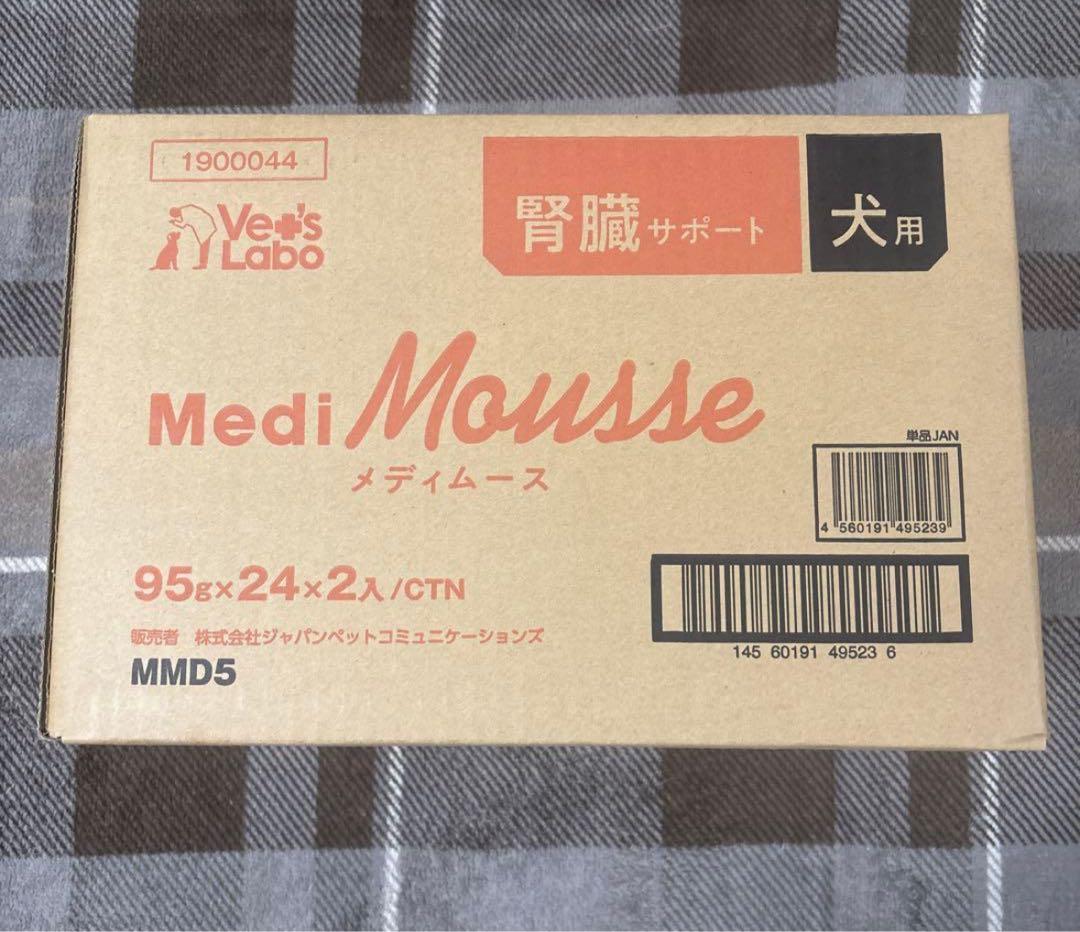 1900044
Vet's
Labo
腎臓サポート
犬用
Medi Mousse
メディムース
単品JAN
4 560191 495239
95g×24×2入/CTN
販売者 株式会社ジャパンペットコミュニケーションズ
MMD5
145 60191 49523 6